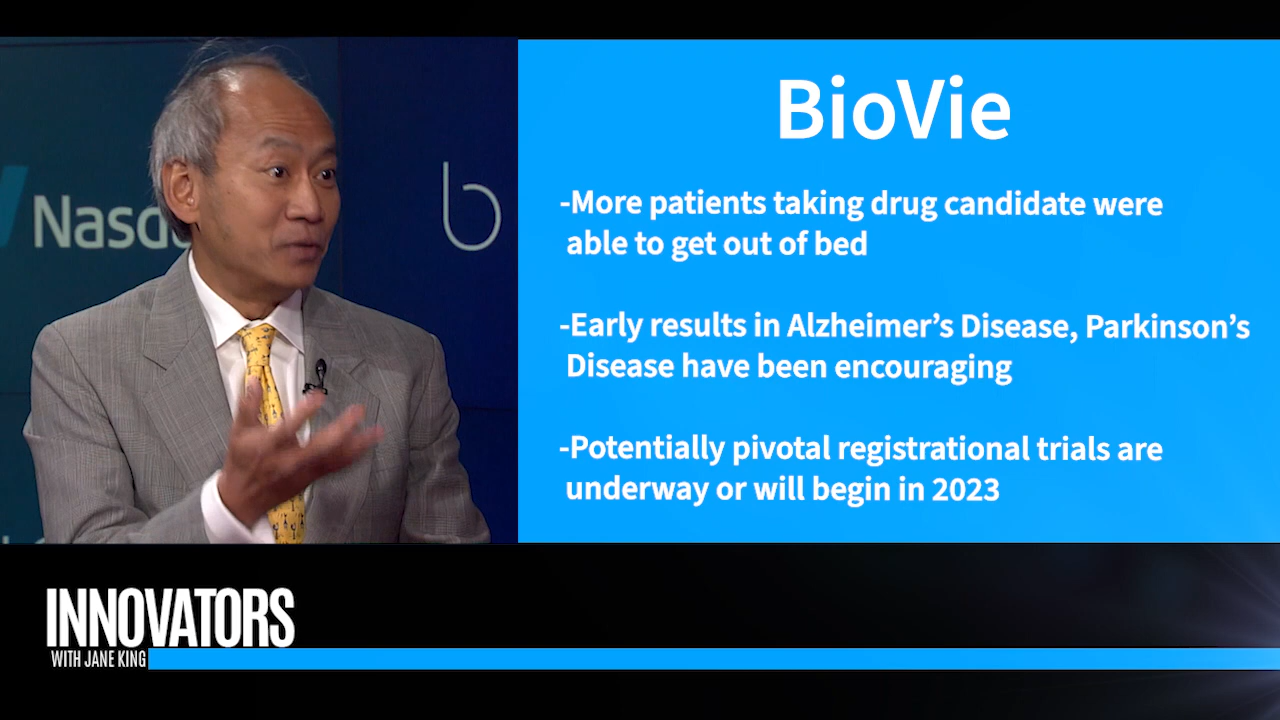 Nasd
b
BioVie
-More patients taking drug candidate were
able to get out of bed
-Early results in Alzheimer’s Disease, Parkinson’s
Disease have been encouraging
-Potentially pivotal registrational trials are
underway or will begin in 2023
INNOVATORS
WITH JANE KING